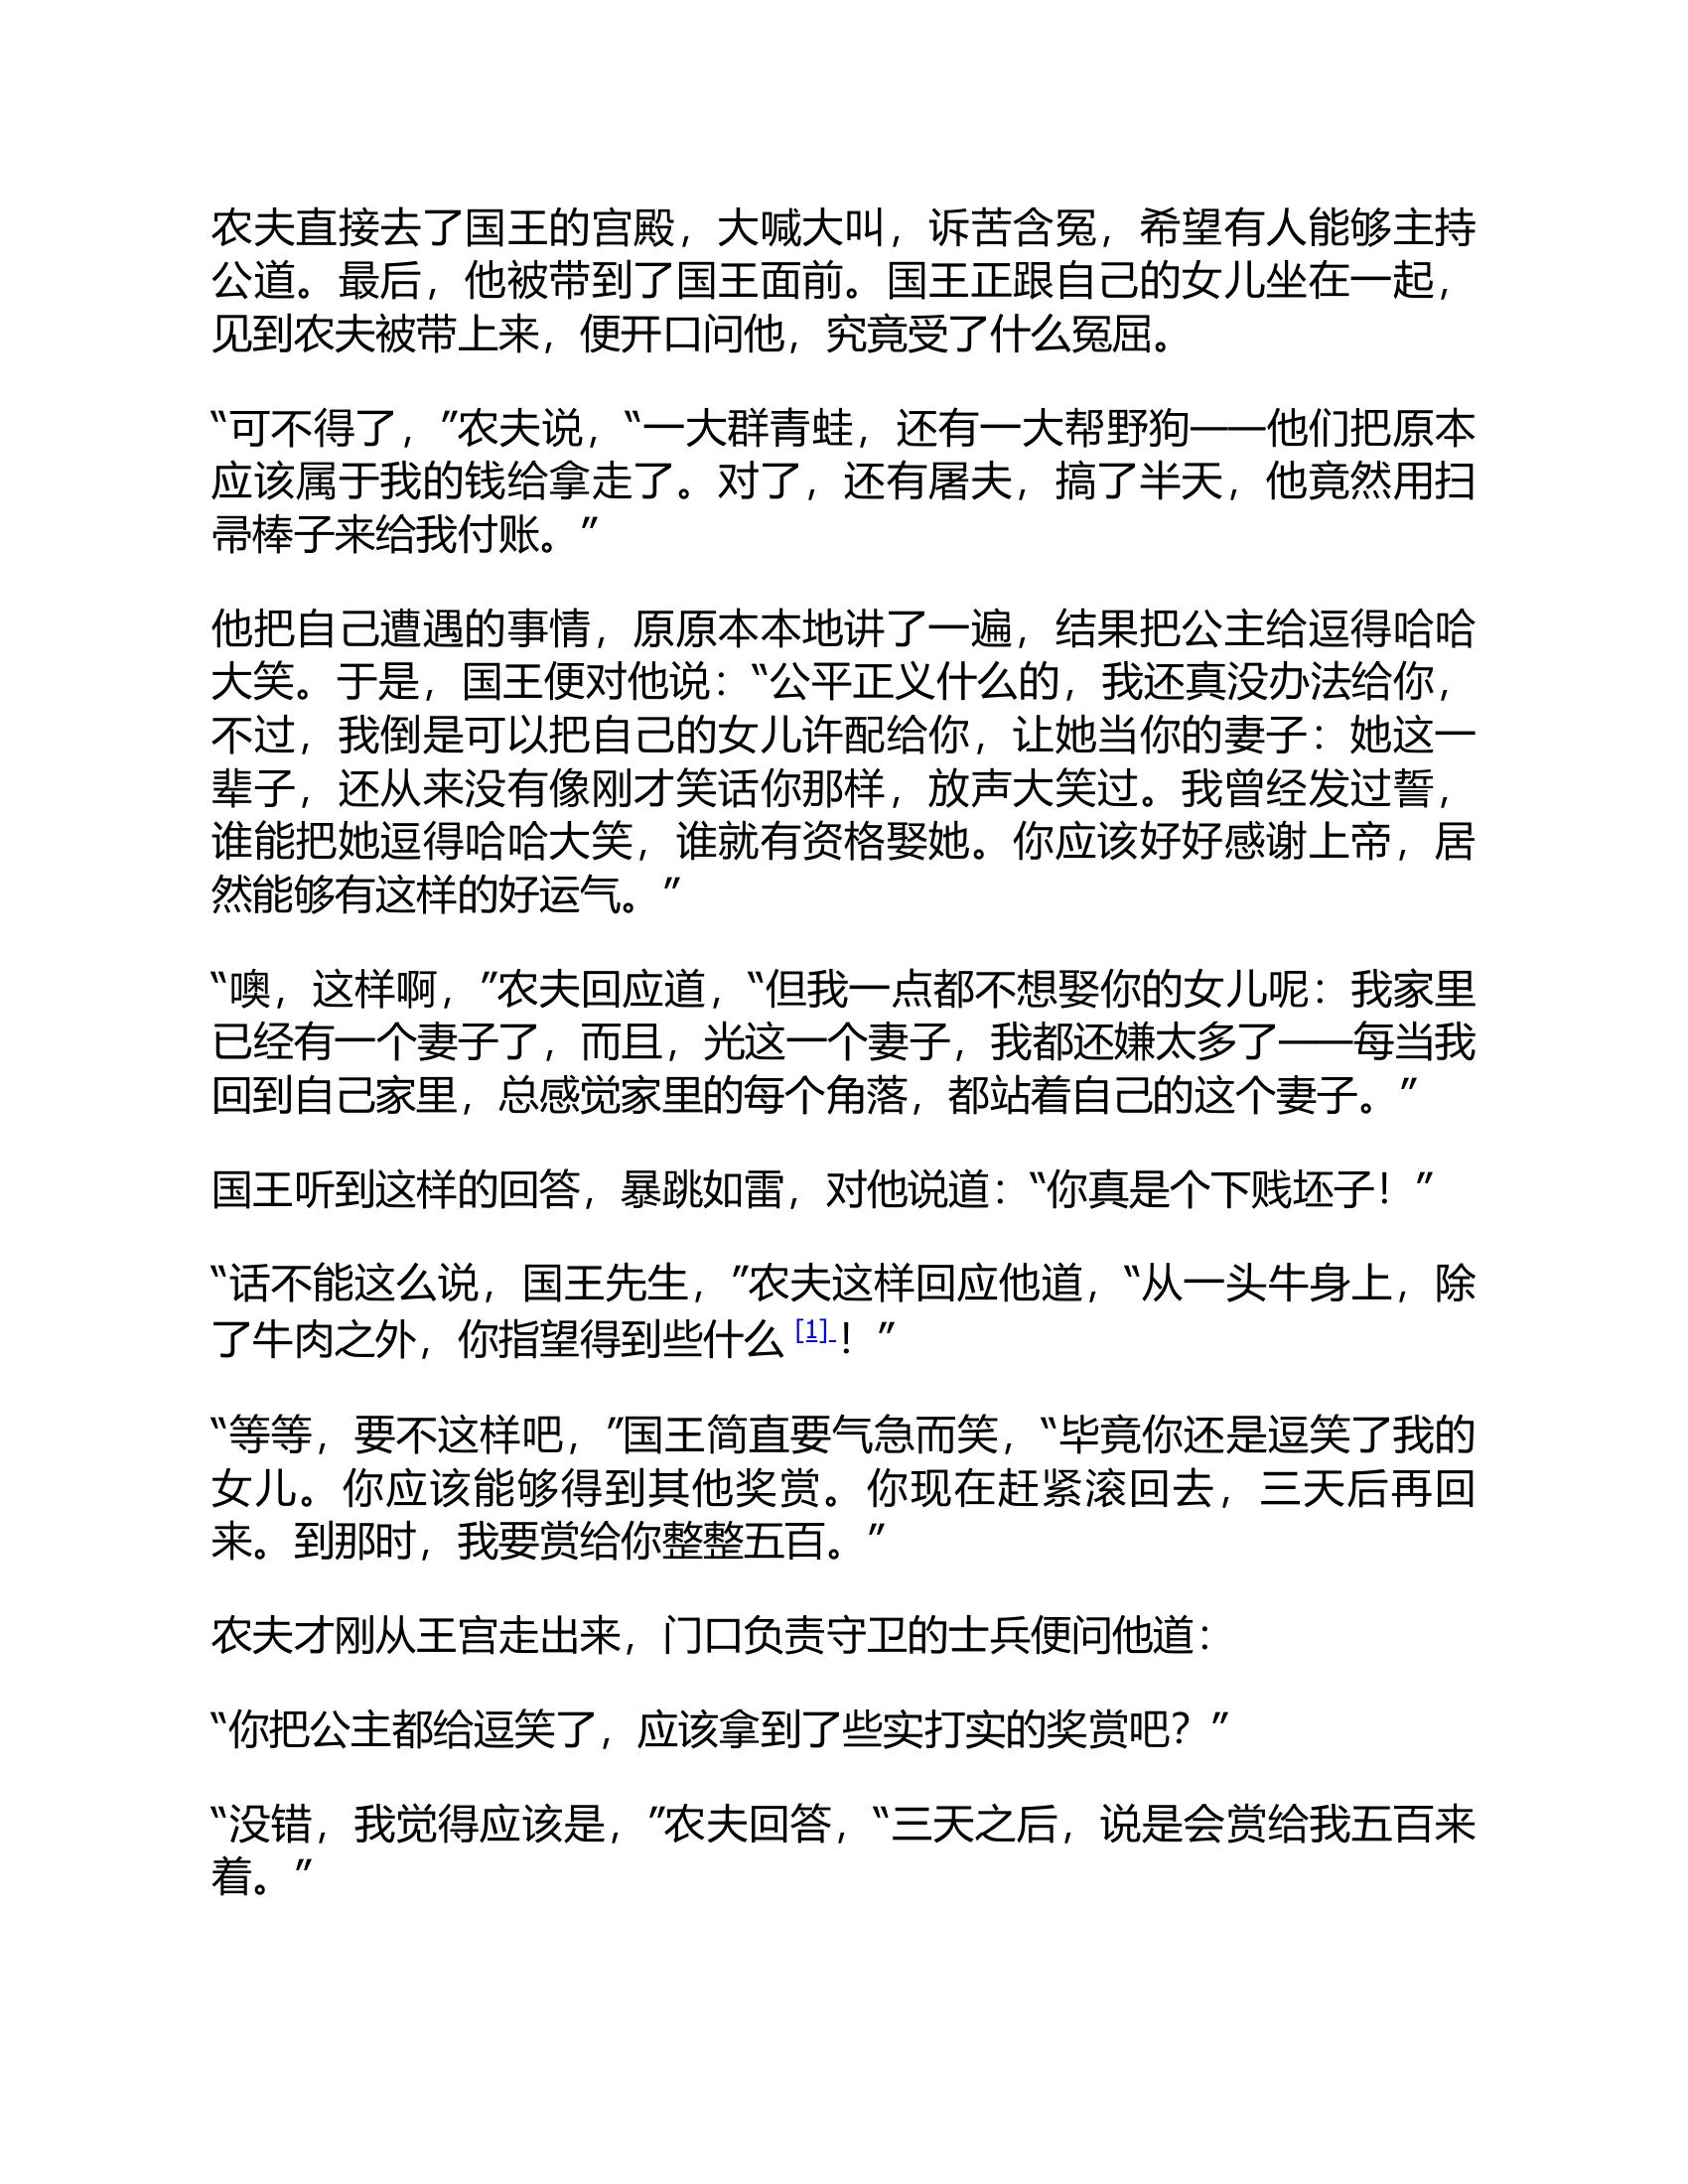 农夫直接去了国王的宫殿，大喊大叫，诉苦含冤，希望有人能够主持
公道。最后，他被带到了国王面前。国王正跟自己的女儿坐在一起，
见到农夫被带上来，便开口问他，究竟受了什么冤屈。
“可不得了，”农夫说，“一大群青蛙，还有一大帮野狗——他们把原本
应该属于我的钱给拿走了。对了，还有屠夫，搞了半天，他竟然用扫
帚棒子来给我付账。”
他把自己遭遇的事情，原原本本地讲了一遍，结果把公主给逗得哈哈
大笑。于是，国王便对他说：“公平正义什么的，我还真没办法给你，
不过，我倒是可以把自己的女儿许配给你，让她当你的妻子：她这一
辈子，还从来没有像刚才笑话你那样，放声大笑过。我曾经发过誓，
谁能把她逗得哈哈大笑，谁就有资格娶她。你应该好好感谢上帝，居
然能够有这样的好运气。”
“噢，这样啊，”农夫回应道，“但我一点都不想娶你的女儿呢：我家里
已经有一个妻子了，而且，光这一个妻子，我都还嫌太多了——每当我
回到自己家里，总感觉家里的每个角落，都站着自己的这个妻子。”
国王听到这样的回答，暴跳如雷，对他说道：“你真是个下贱坯子！”
“话不能这么说，国王先生，”农夫这样回应他道，“从一头牛身上，除
了牛肉之外，你指望得到些什么 [1] ！”
“等等，要不这样吧，”国王简直要气急而笑，“毕竟你还是逗笑了我的
女儿。你应该能够得到其他奖赏。你现在赶紧滚回去，三天后再回
来。到那时，我要赏给你整整五百。”
农夫才刚从王宫走出来，门口负责守卫的士兵便问他道：
“你把公主都给逗笑了，应该拿到了些实打实的奖赏吧？”
“没错，我觉得应该是，”农夫回答，“三天之后，说是会赏给我五百来
着。”